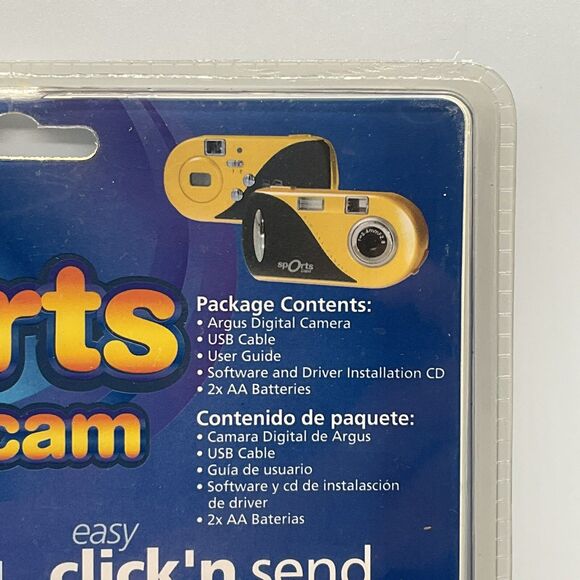 sports
Package Contents:
• Argus Digital Camera
• USB Cable
• User Guide
• Software and Driver Installation CD
• 2x AA Batteries
rts
cam
Contenido de paquete:
• Camara Digital de Argus
• USB Cable
• Guía de usuario
• Software y cd de instalasción
de driver
• 2x AA Baterias
easy
click'n send